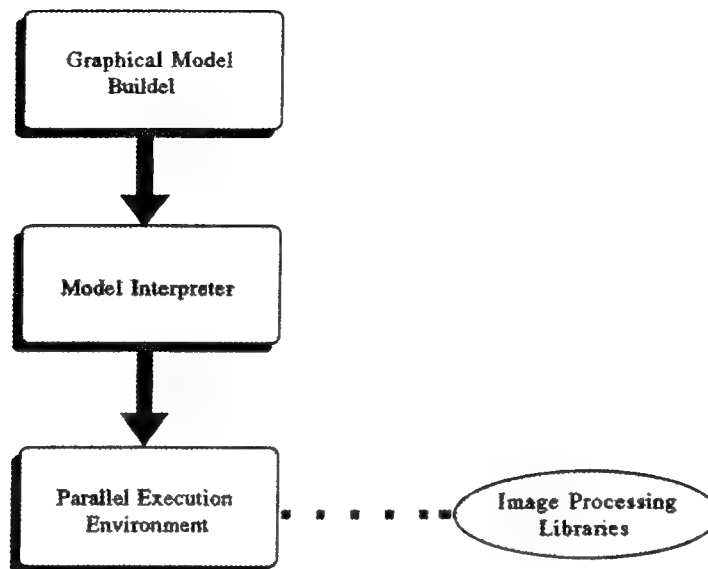 Graphical Model
Buildel
Model Interpreter
Parallel Execution
Environment
Image Processing
Libraries